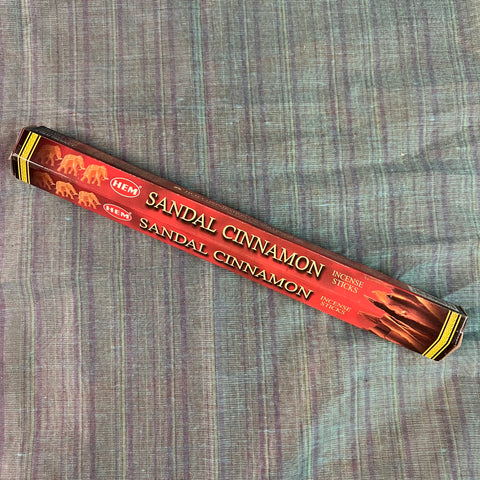 HEM
SANDAL CINNAMON
INCENSE
STICKS
HEM
SANDAL CINNAMON
INCENSE
STICKS